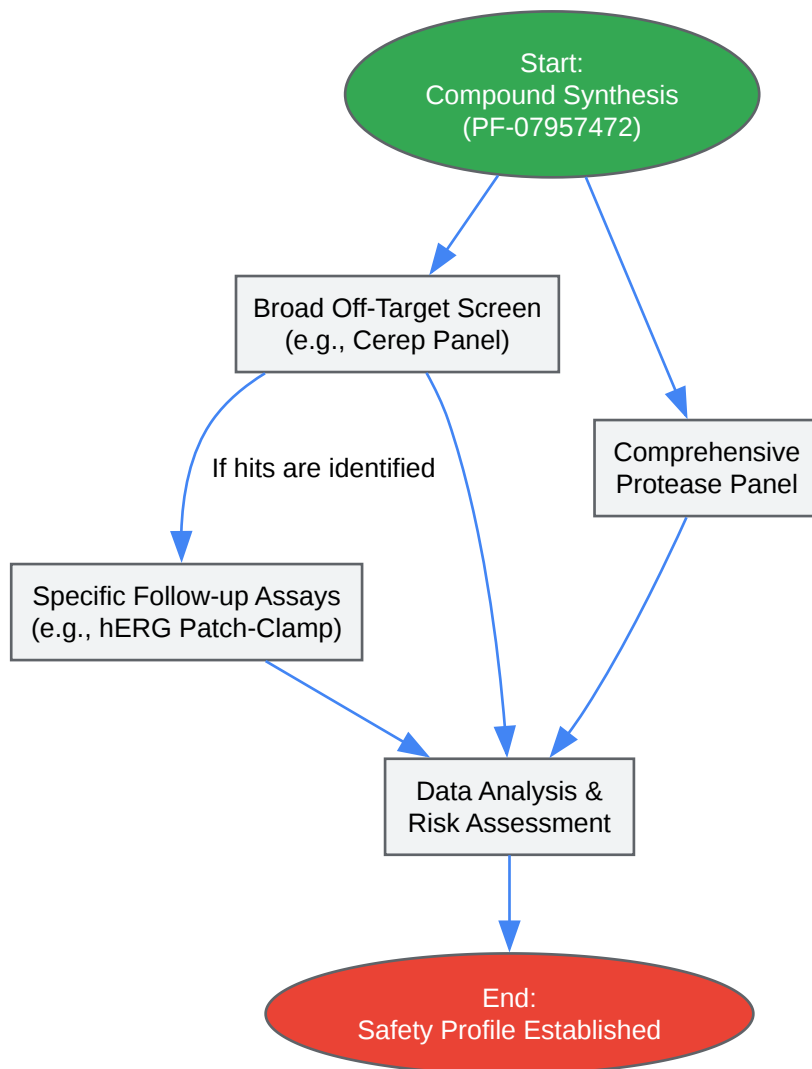 Start:
Compound Synthesis
(PF-07957472)
Broad Off-Target Screen
(e.g., Cerep Panel)
Comprehensive
Protease Panel
If hits are identified
Specific Follow-up Assays
(e.g., hERG Patch-Clamp)
Data Analysis &
Risk Assessment
End:
Safety Profile Established